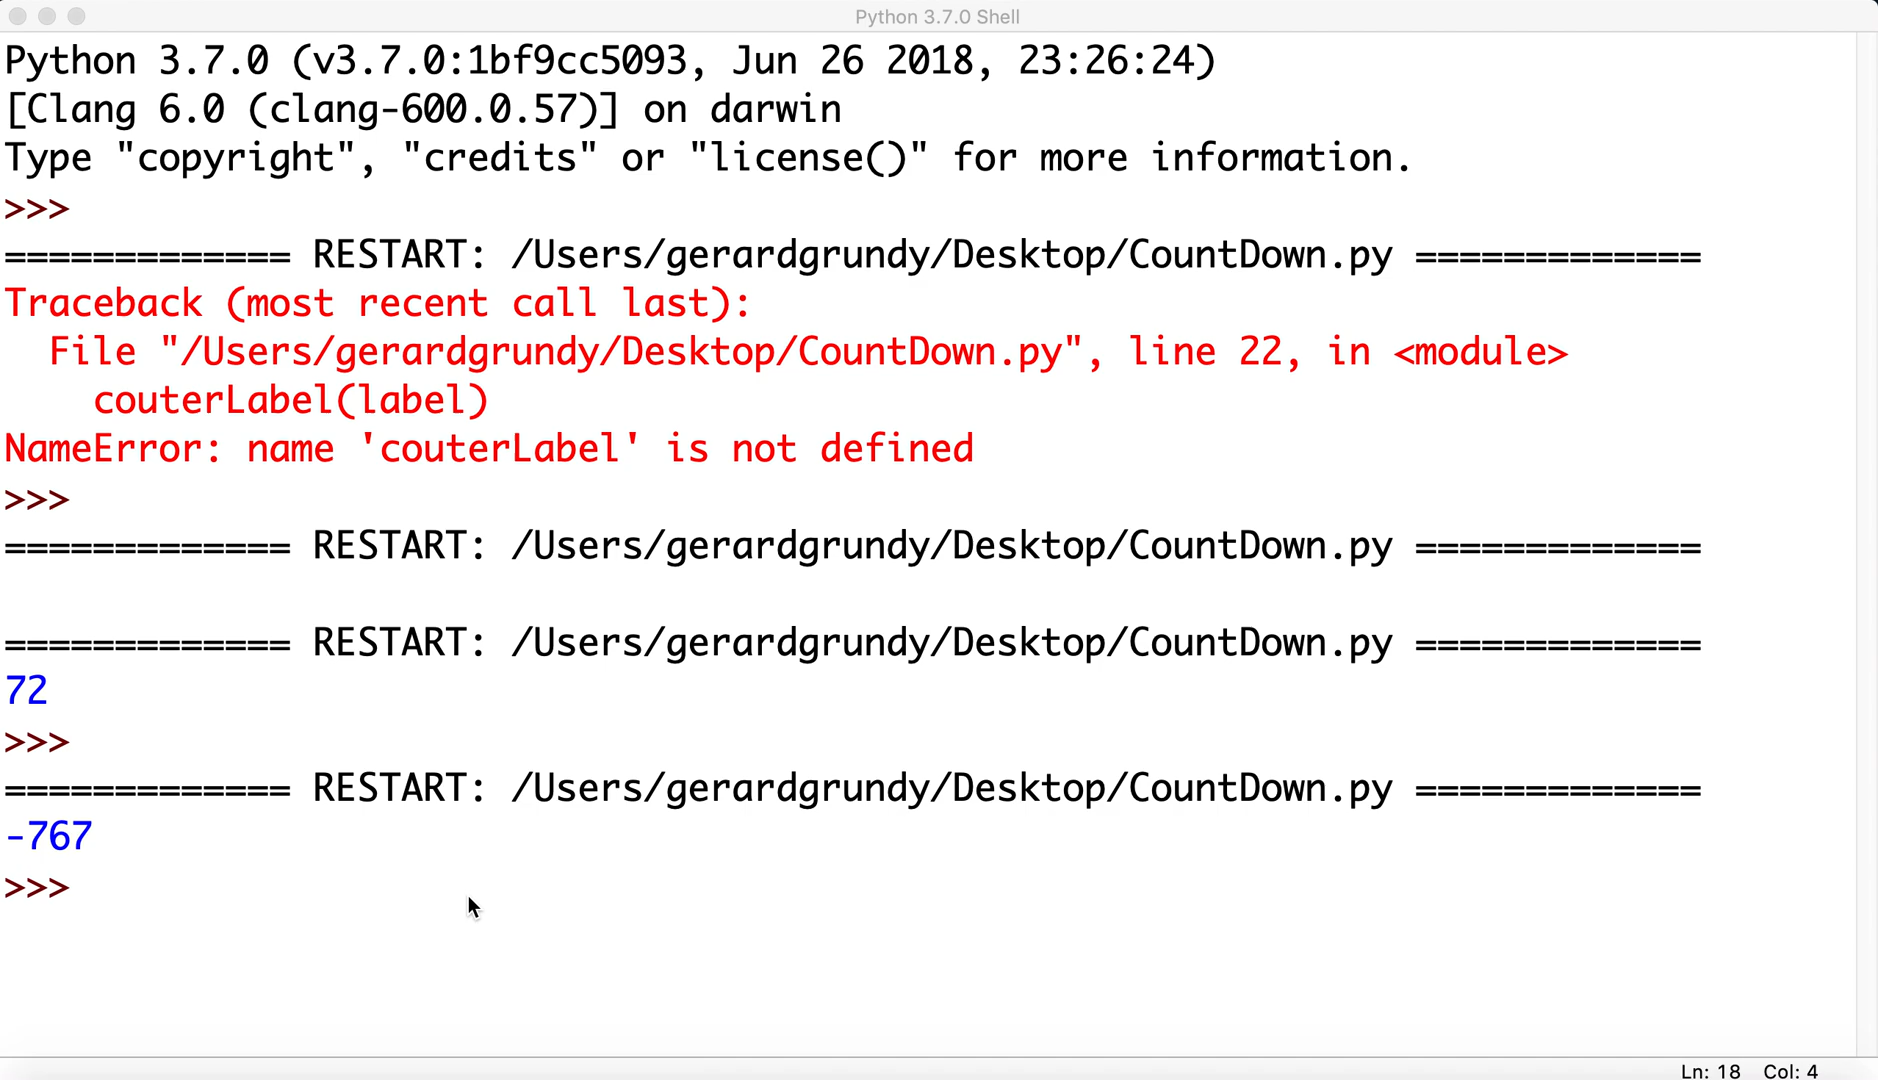 Python 3.7.0 Shell
Python 3.7.0 (v3.7.0:1bf9cc5093, Jun 26 2018, 23:26:24)
[Clang 6.0 (clang-600.0.57)] on darwin
Type "copyright", "credits" or "license()" for more information.
>>>
============= RESTART: /Users/gerardgrundy/Desktop/CountDown.py =============
Traceback (most recent call last):
  File "/Users/gerardgrundy/Desktop/CountDown.py", line 22, in <module>
    couterLabel(label)
NameError: name 'couterLabel' is not defined
>>>
============= RESTART: /Users/gerardgrundy/Desktop/CountDown.py =============
============= RESTART: /Users/gerardgrundy/Desktop/CountDown.py =============
72
>>>
============= RESTART: /Users/gerardgrundy/Desktop/CountDown.py =============
-767
>>>
Ln: 18 Col: 4